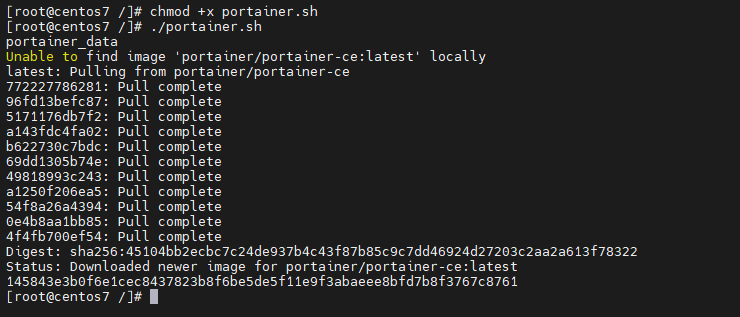 [root@centos7 /]# chmod +x portainer.sh
[root@centos7 /]# ./portainer.sh
portainer_data
Unable to find image 'portainer/portainer-ce:latest' locally
latest: Pulling from portainer/portainer-ce
772227786281: Pull complete
96fd13befc87: Pull complete
5171176db7f2: Pull complete
a143fdc4fa02: Pull complete
b622730c7bdc: Pull complete
69dd1305b74e: Pull complete
49818993c243: Pull complete
a1250f206ea5: Pull complete
54f8a26a4394: Pull complete
0e4b8aa1bb85: Pull complete
4f4fb700ef54: Pull complete
Digest: sha256:45104bb2ecbc7c24de937b4c43f87b85c9c7dd46924d27203c2aa2a613f78322
Status: Downloaded newer image for portainer/portainer-ce:latest
145843e3b0f6e1cec8437823b8f6be5de5f11e9f3abaeee8bfd7b8f3767c8761
[root@centos7 /]#